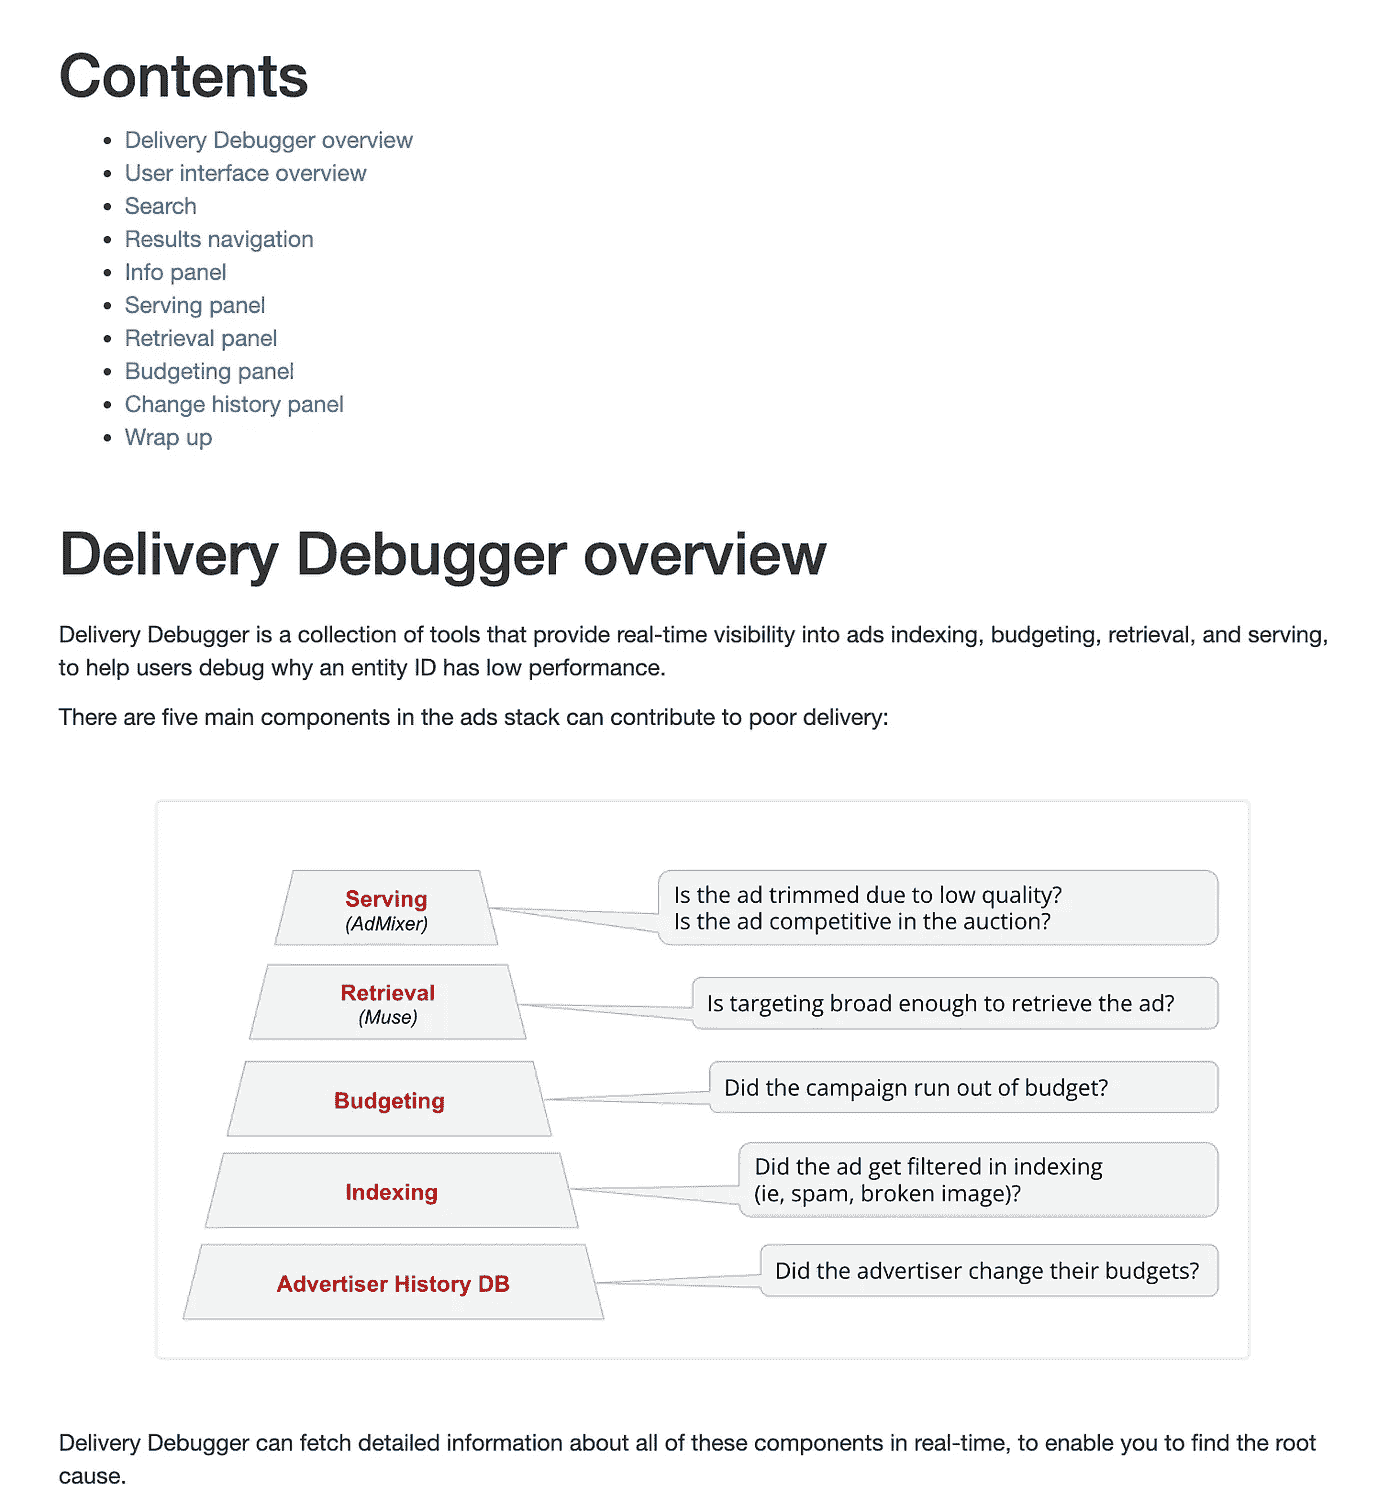 Contents
Delivery Debugger overview
User interface overview
Search
Results navigation
Info panel
Serving panel
Retrieval panel
Budgeting panel
Change history panel
Wrap up
Delivery Debugger overview
Delivery Debugger is a collection of tools that provide real-time visibility into ads indexing, budgeting, retrieval, and serving,
to help users debug why an entity ID has low performance.
There are five main components in the ads stack can contribute to poor delivery:
Serving
(AdMixer)
Is the ad trimmed due to low quality?
Is the ad competitive in the auction?
Retrieval
(Muse)
Is targeting broad enough to retrieve the ad?
Budgeting
Did the campaign run out of budget?
Indexing
Did the ad get filtered in indexing
(ie, spam, broken image)?
Advertiser History DB
Did the advertiser change their budgets?
Delivery Debugger can fetch detailed information about all of these components in real-time, to enable you to find the root
cause.